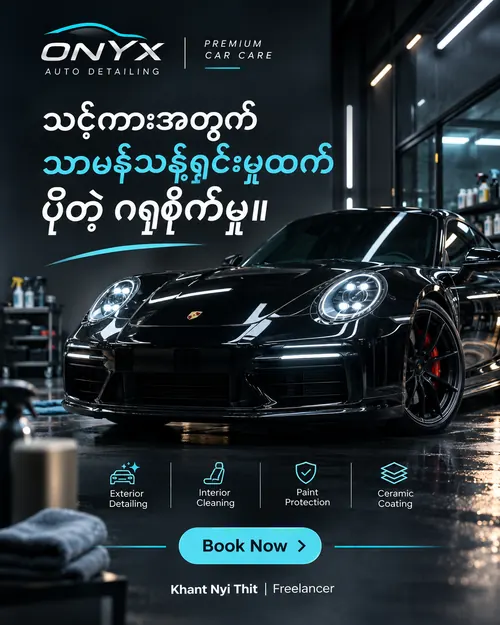 ONYX
AUTO DETAILING
PREMIUM
CAR CARE
သင့်ကားအတွက်
သာမန်သန့်ရှင်းမှုထက်
ပိုတဲ့ ဂရုစိုက်မှု။
Exterior
Detailing
Interior
Cleaning
Paint
Protection
Ceramic
Coating
Book Now
Khant Nyi Thit | Freelancer